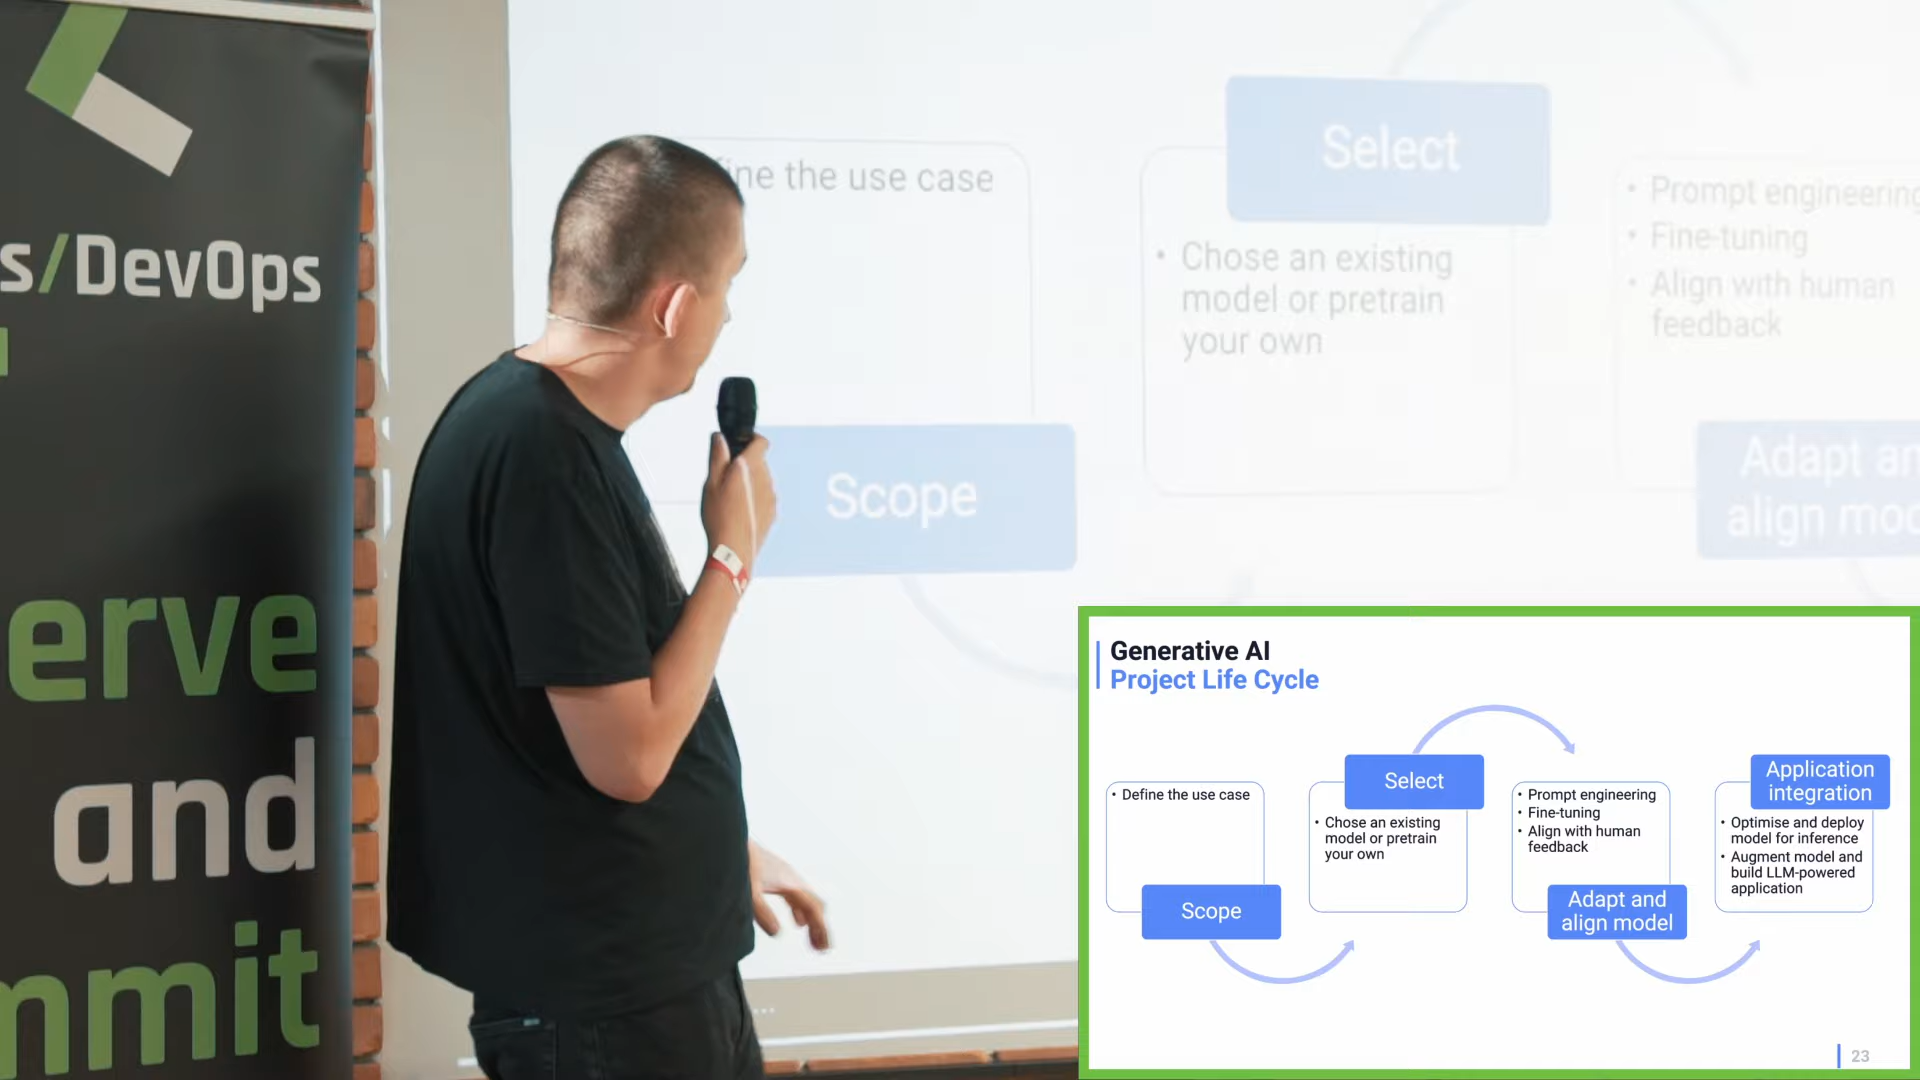 s/DevOps
erve
and
mmit
ine the use case
Scope
Select
• Chose an existing
model or pretrain
your own
• Prompt engineering
• Fine-tuning
• Align with human
feedback
Adapt an
align mod
Generative AI
Project Life Cycle
• Define the use case
Scope
Select
• Chose an existing
model or pretrain
your own
• Prompt engineering
• Fine-tuning
• Align with human
feedback
Adapt and
align model
Application
integration
• Optimise and deploy
model for inference
• Augment model and
build LLM-powered
application
23